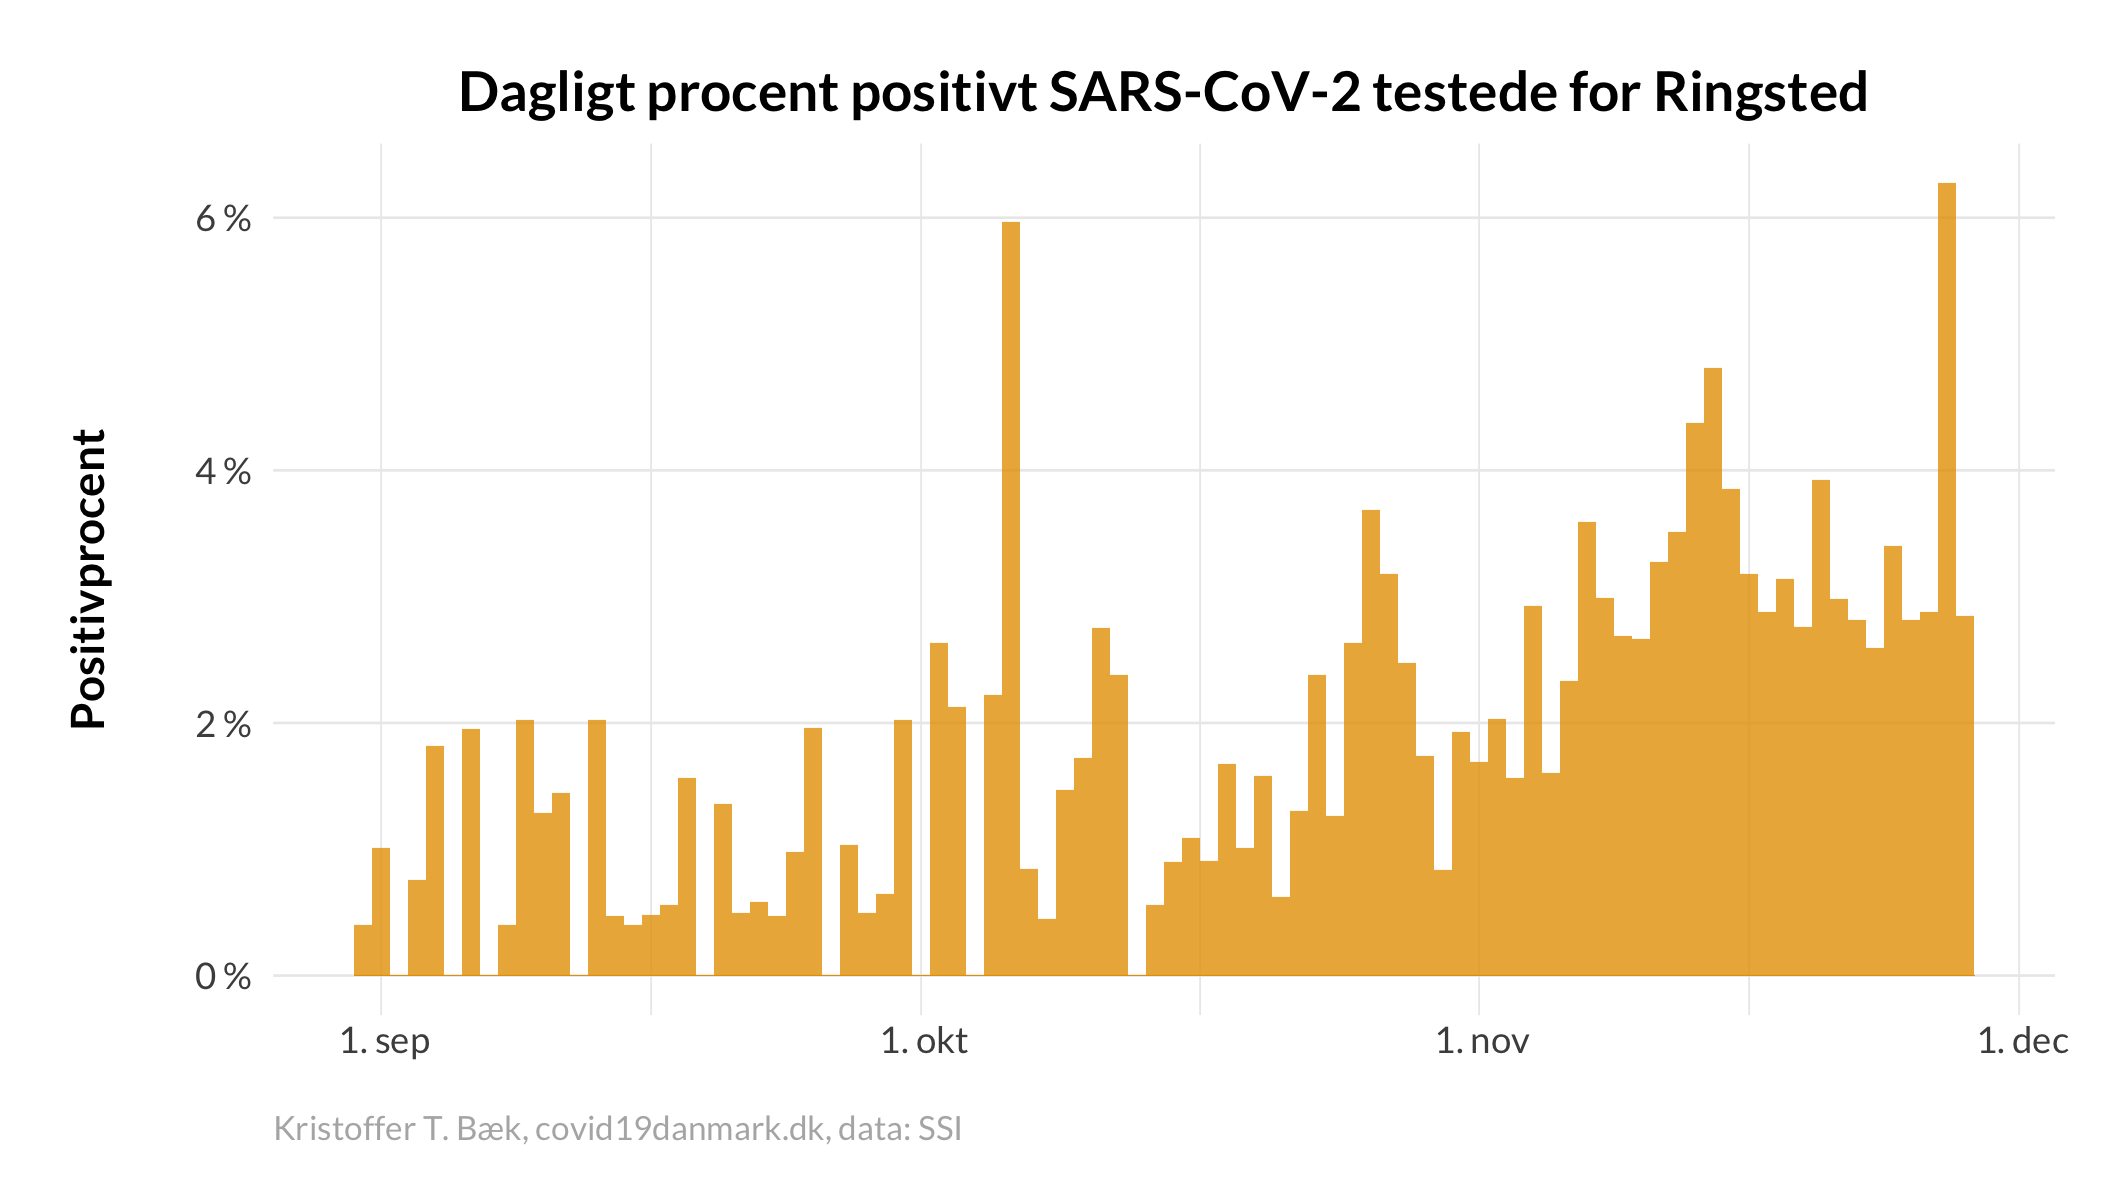 Dagligt procent positivt SARS-CoV-2 testede for Ringsted
Positivprocent
6 %
4 %
2 %
0 %
1. sep
1. okt
1. nov
1. dec
Kristoffer T. Bæk, covid19danmark.dk, data: SSI